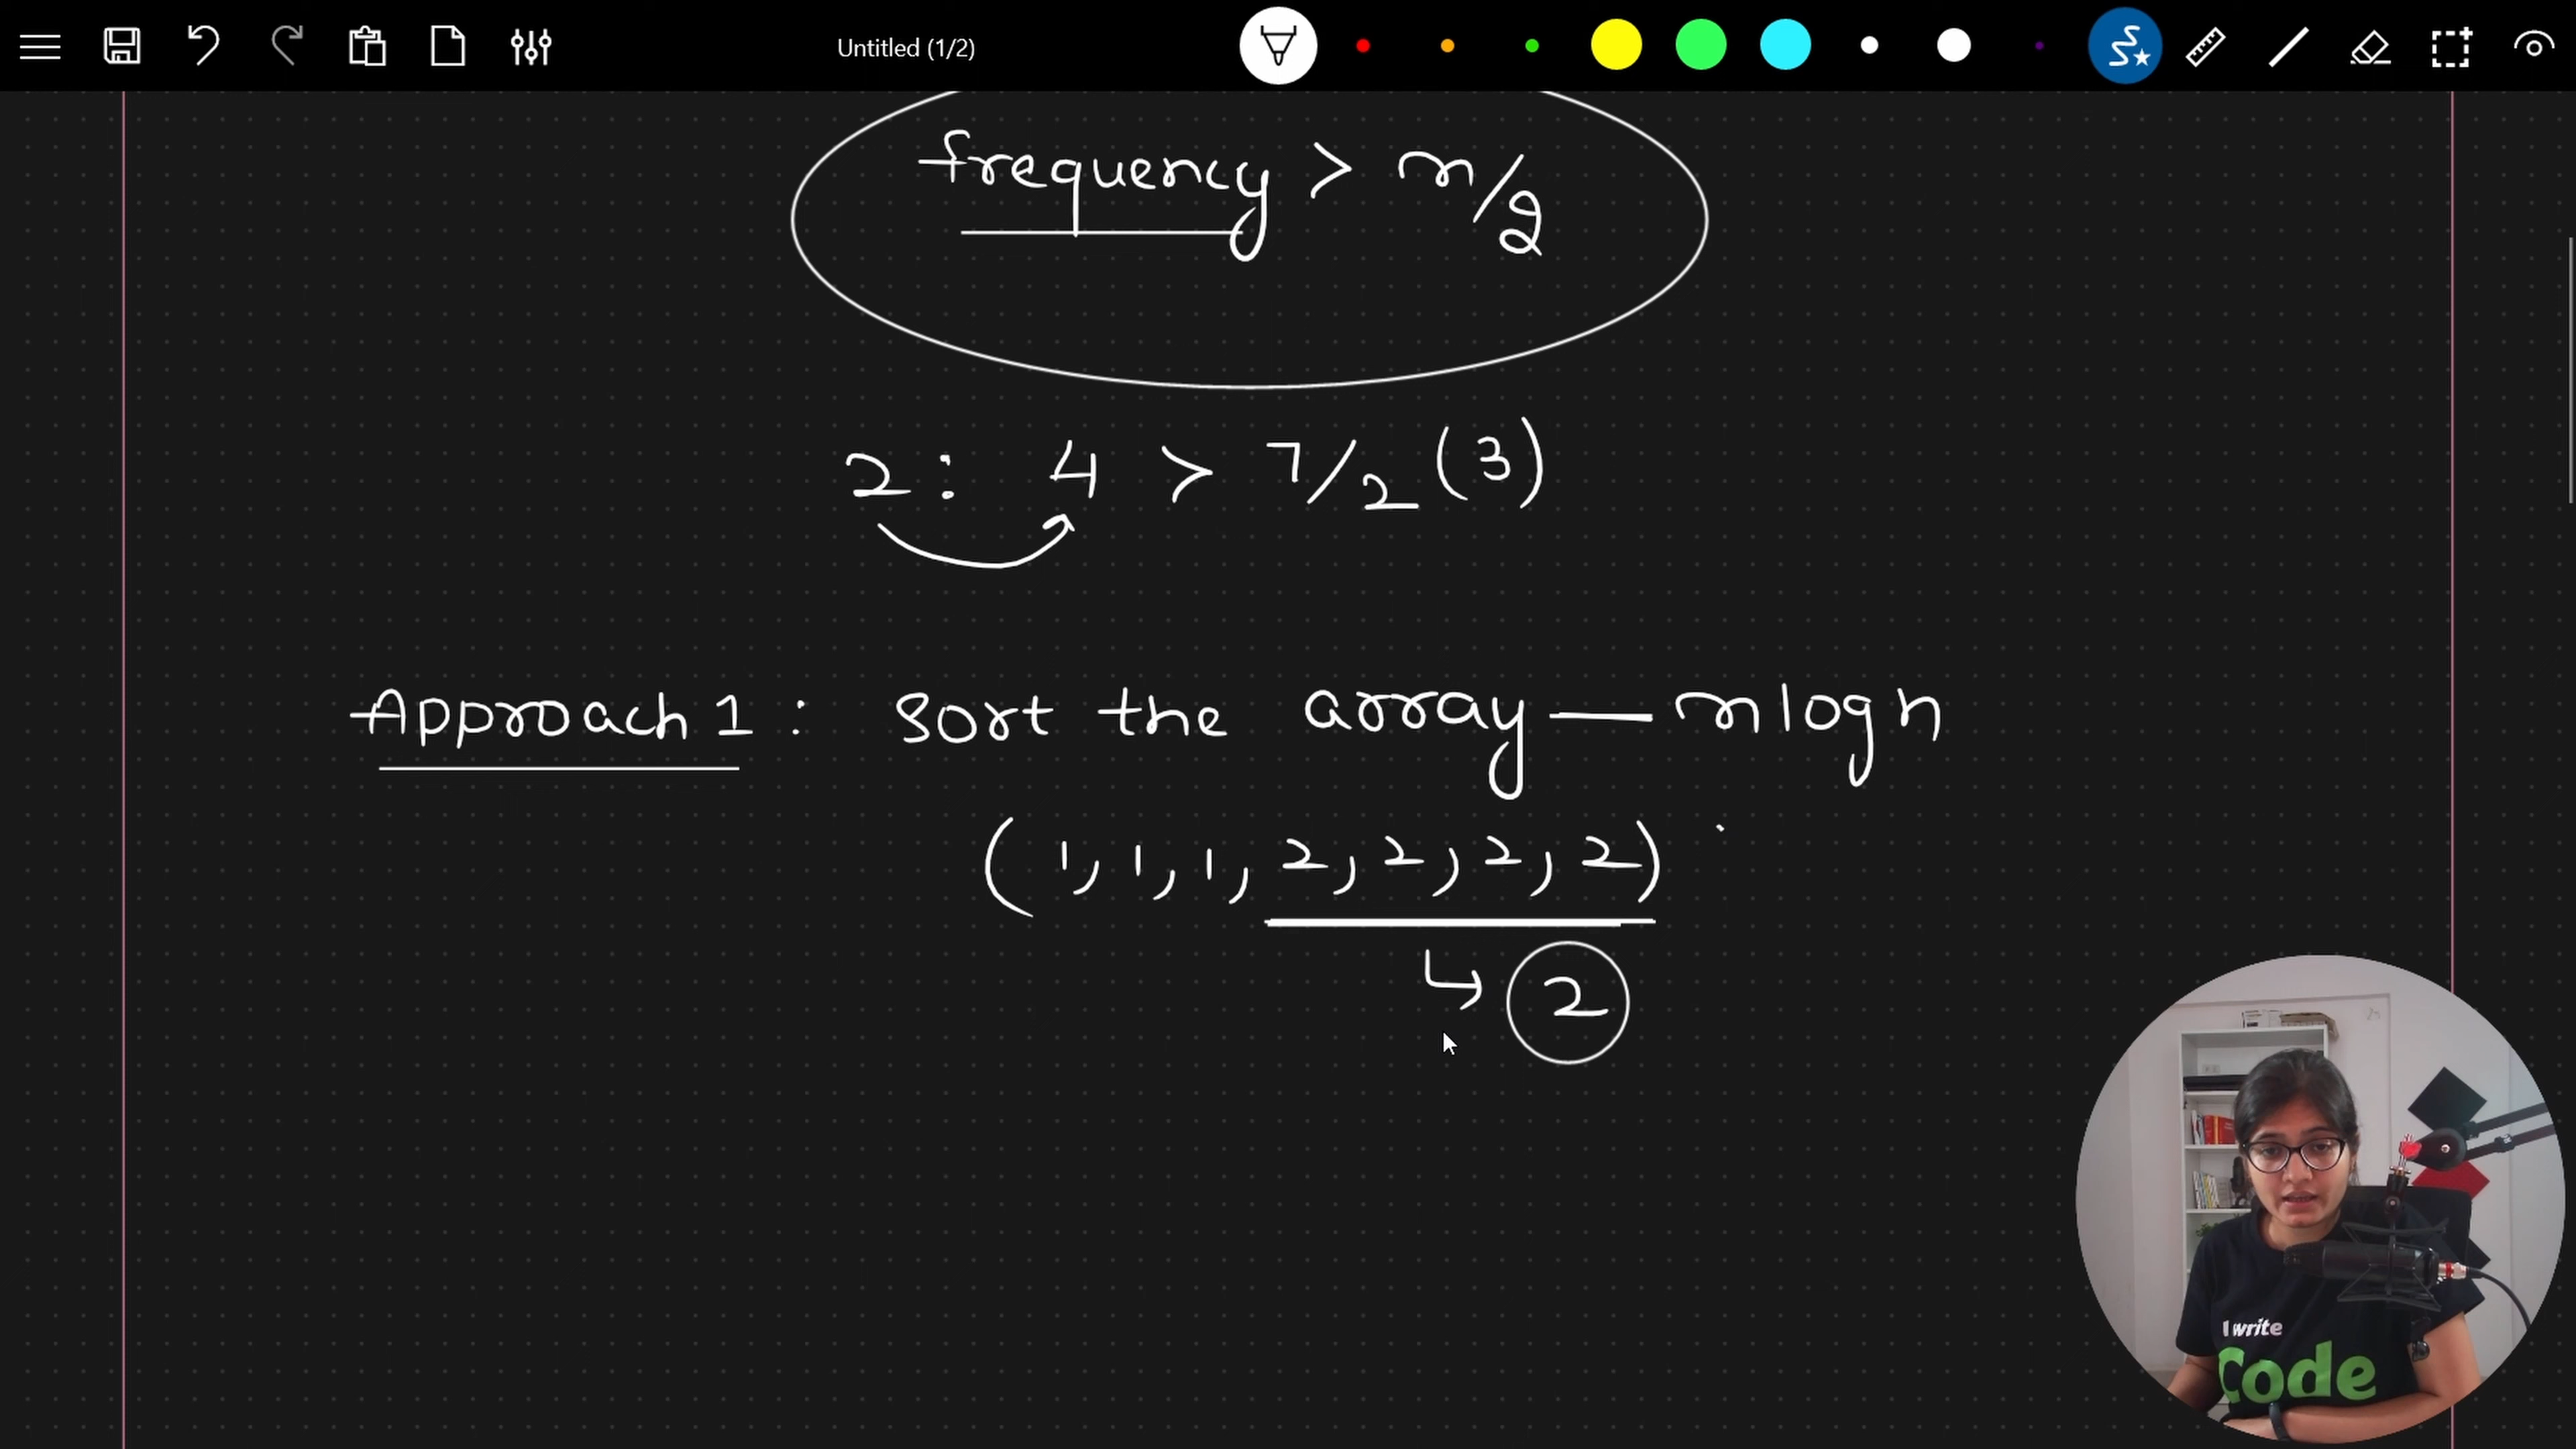 Untitled (1/2)
frequency > n/2
2 : 4 > 7/2 (3)
Approach 1 : Sort the array — nlogn
( 1, 1, 1, 2, 2, 2, 2)
↳ 2
I write
Code